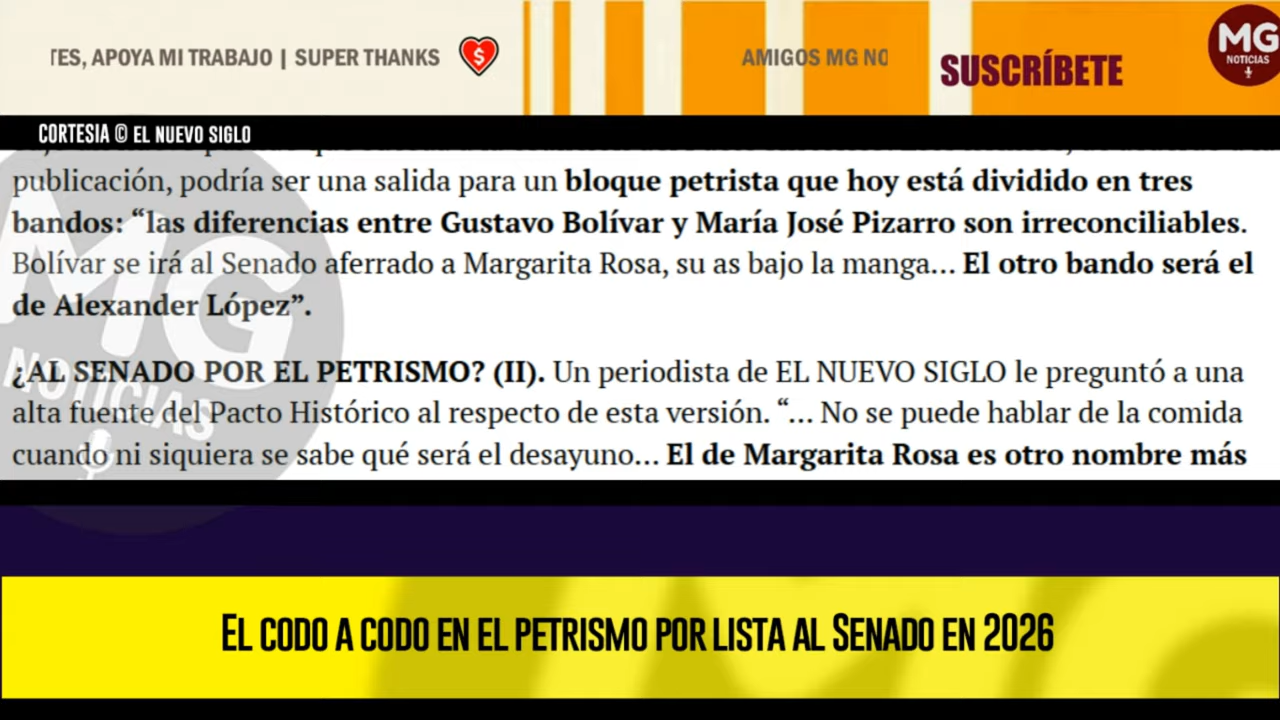 TES, APOYA MI TRABAJO | SUPER THANKS
AMIGOS MG NO
SUSCRÍBETE
MG
NOTICIAS
CORTESIA © EL NUEVO SIGLO
publicación, podría ser una salida para un bloque petrista que hoy está dividido en tres
bandos: “las diferencias entre Gustavo Bolívar y María José Pizarro son irreconciliables.
Bolívar se irá al Senado aferrado a Margarita Rosa, su as bajo la manga… El otro bando será el
de Alexander López”.
¿AL SENADO POR EL PETRISMO? (II). Un periodista de EL NUEVO SIGLO le preguntó a una
alta fuente del Pacto Histórico al respecto de esta versión. “… No se puede hablar de la comida
cuando ni siquiera se sabe qué será el desayuno… El de Margarita Rosa es otro nombre más
MG
NOTICIAS
EL CODO A CODO EN EL PETRISMO POR LISTA AL SENADO EN 2026